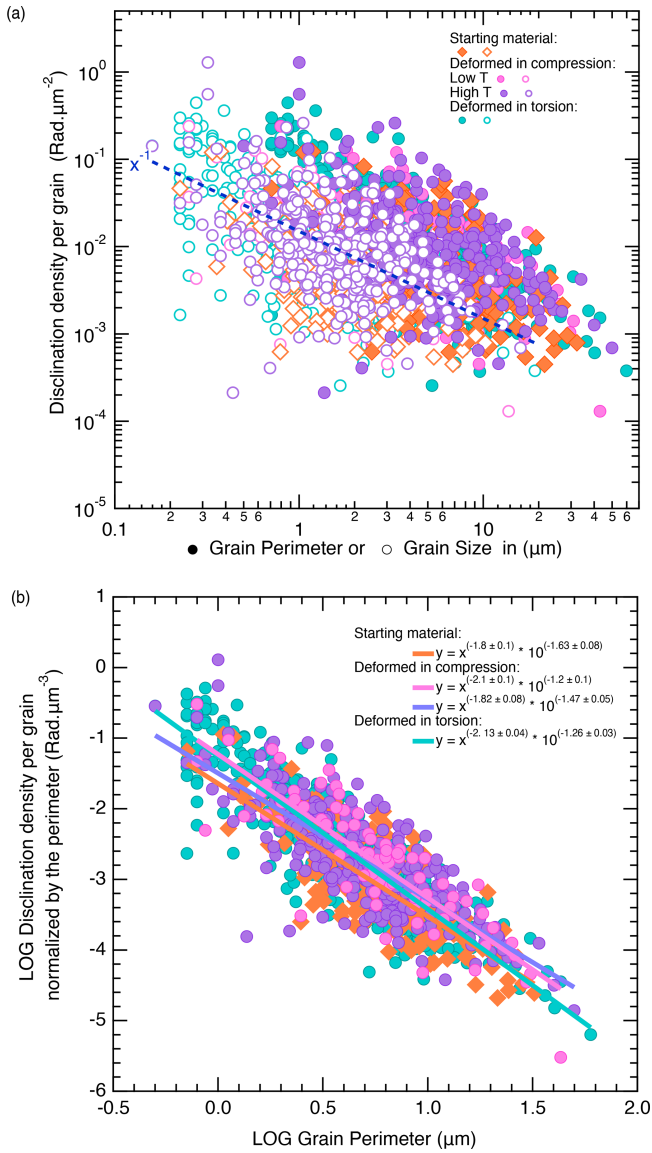 (a)
Starting material:
Deformed in compression:
Low T
High T
Deformed in torsion:
Disclination density per grain (Rad.µm⁻²)
10⁰
10⁻¹
10⁻²
10⁻³
10⁻⁴
10⁻⁵
x⁻¹
0.1 2 3 4 5 6 1 2 3 4 5 6 10 2 3 4 5 6
Grain Perimeter or Grain Size in (µm)
(b)
Starting material:
y = x^(-1.8 ± 0.1) * 10^(-1.63 ± 0.08)
Deformed in compression:
y = x^(-2.1 ± 0.1) * 10^(-1.2 ± 0.1)
y = x^(-1.82 ± 0.08) * 10^(-1.47 ± 0.05)
Deformed in torsion:
y = x^(-2. 13 ± 0.04) * 10^(-1.26 ± 0.03)
LOG Disclination density per grain
normalized by the perimeter (Rad.µm⁻³)
1
0
-1
-2
-3
-4
-5
-6
-0.5 0.0 0.5 1.0 1.5 2.0
LOG Grain Perimeter (µm)